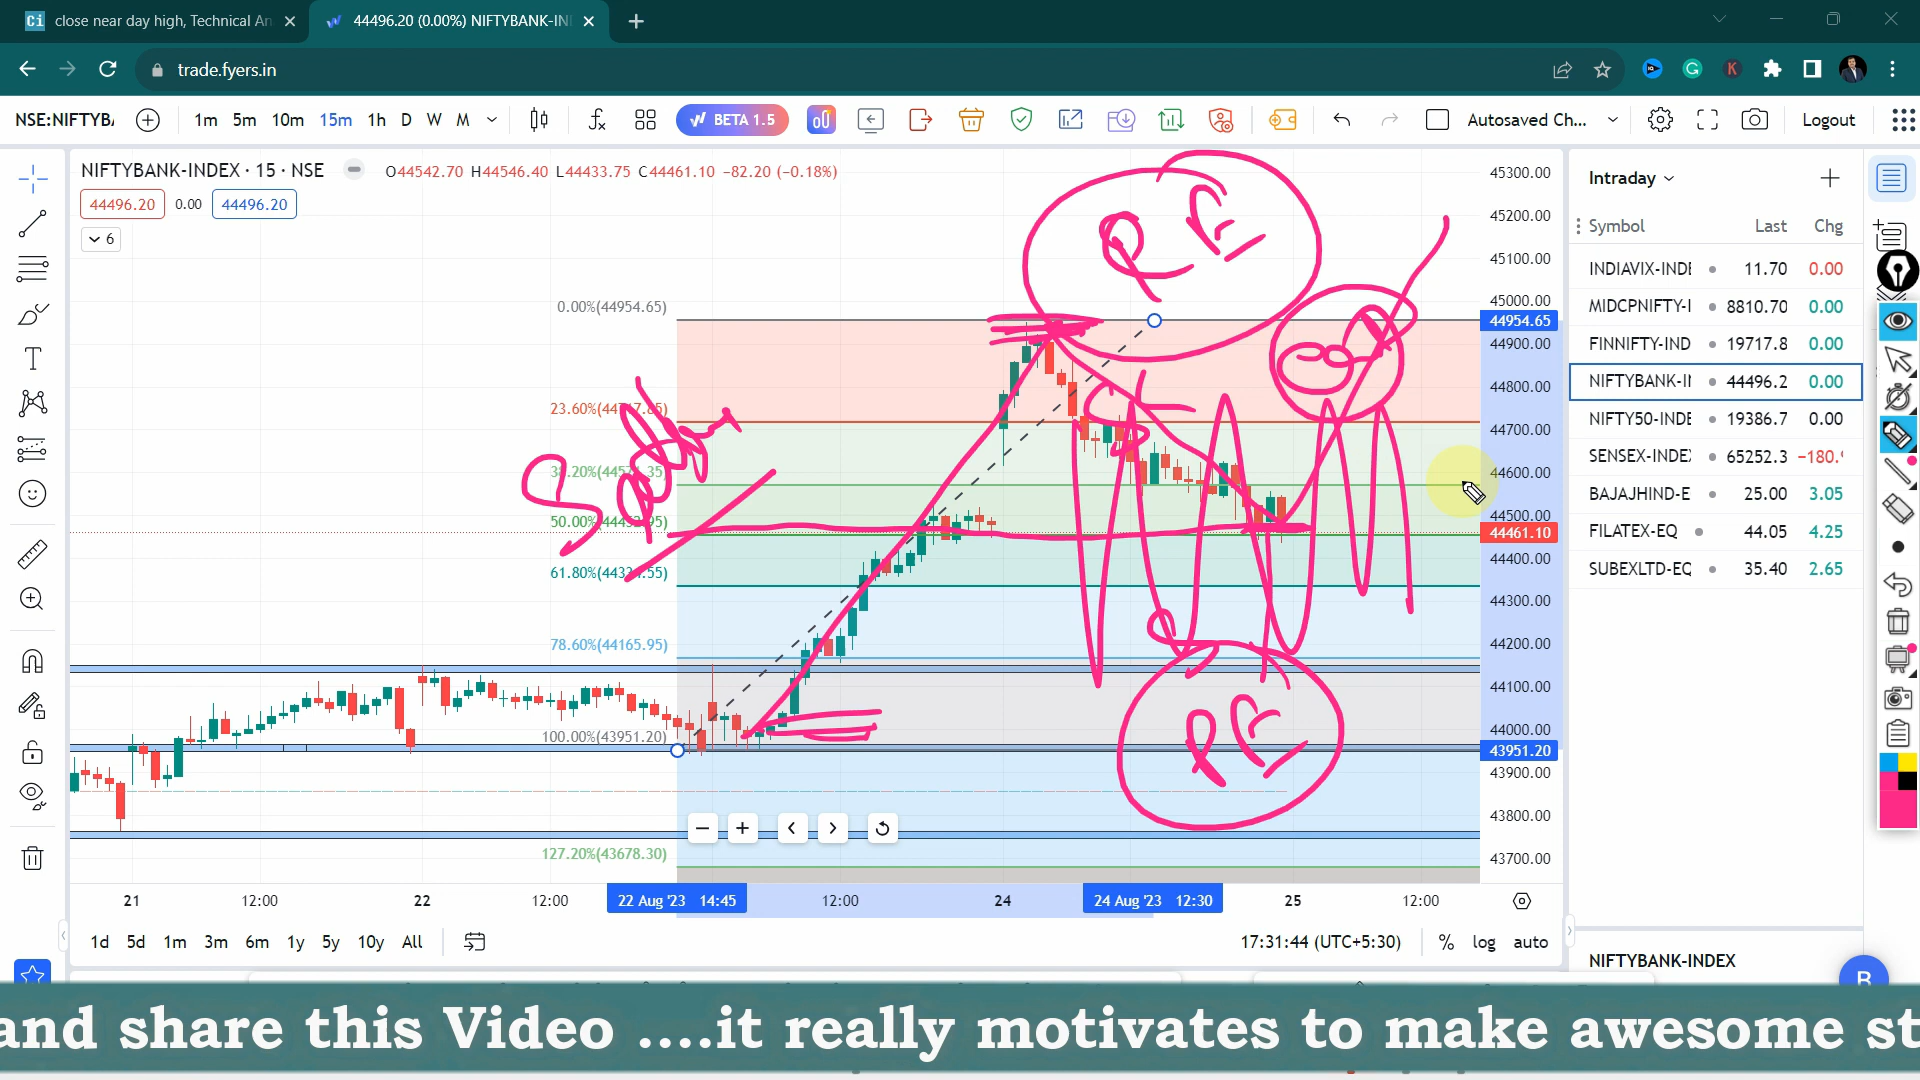 close near day high, Technical An
44496.20 (0.00%) NIFTYBANK-IN
trade.fyers.in
NSE:NIFTYB
1m 5m 10m 15m 1h D W M
BETA 1.5
Autosaved Ch...
Logout
NIFTYBANK-INDEX · 15 · NSE
O44542.70 H44546.40 L44433.75 C44461.10 −82.20 (−0.18%)
44496.20 0.00 44496.20
6
0.00%(44954.65)
61.80%(44334.55)
78.60%(44165.95)
100.00%(43951.20)
127.20%(43678.30)
45300.00
45200.00
45100.00
45000.00
44954.65
44900.00
44800.00
44700.00
44600.00
44500.00
44461.10
44400.00
44300.00
44200.00
44100.00
44000.00
43951.20
43900.00
43800.00
43700.00
21 12:00 22 12:00 22 Aug '23 14:45 12:00 24 24 Aug '23 12:30 25 12:00
1d 5d 1m 3m 6m 1y 5y 10y All
17:31:44 (UTC+5:30) % log auto
Intraday
Symbol Last Chg
INDIAVIX-INDE 11.70 0.00
MIDCPNIFTY-I 8810.70 0.00
FINNIFTY-IND 19717.8 0.00
NIFTYBANK-II 44496.2 0.00
NIFTY50-INDE 19386.7 0.00
SENSEX-INDE 65252.3 −180.
BAJAJHIND-E 25.00 3.05
FILATEX-EQ 44.05 4.25
SUBEXLTD-EQ 35.40 2.65
NIFTYBANK-INDEX
and share this Video ....it really motivates to make awesome st